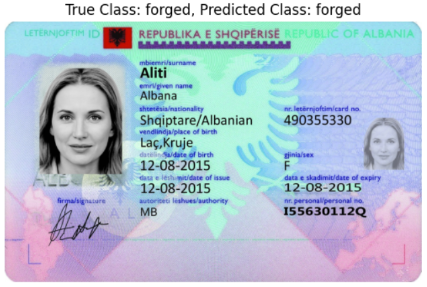 True Class: forged, Predicted Class: forged
LETËRNJOFTIM ID REPUBLIKA E SHQIPËRISË REPUBLIC OF ALBANIA
mbiemri/surname
Aliti
emri/given name
Albana
shtetësia/nationality nr. letërnjoftim/card no.
Shqiptare/Albanian 490355330
vendlindja/place of birth
Laç,Kruje
datëlindja/date of birth gjinia/sex
12-08-2015 F
data e lëshimit/date of issue data e skadimit/date of expiry
12-08-2015 12-08-2015
firma/signature autoriteti lëshues/authority nr. personal/personal no.
MB I55630112Q